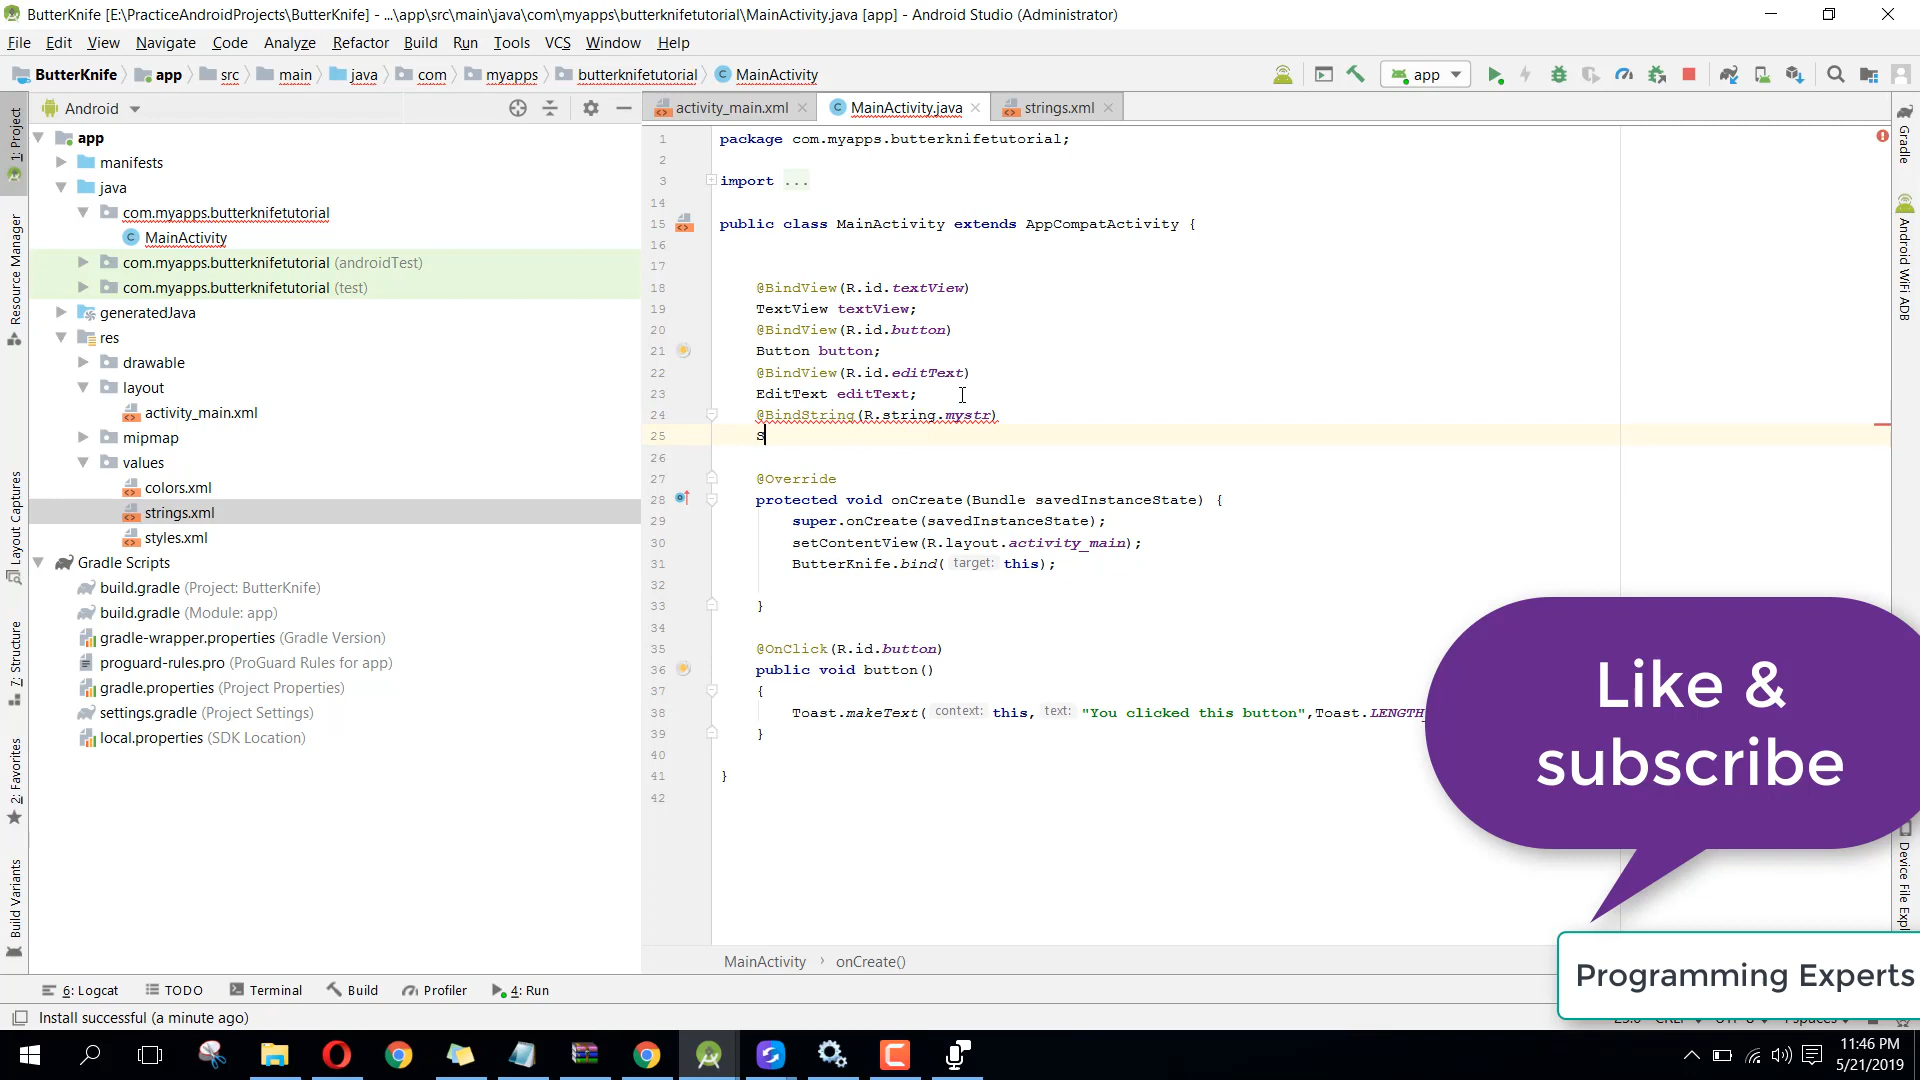 ButterKnife [E:\PracticeAndroidProjects\ButterKnife] - ...\app\src\main\java\com\myapps\butterknifetutorial\MainActivity.java [app] - Android Studio (Administrator)
File Edit View Navigate Code Analyze Refactor Build Run Tools VCS Window Help
ButterKnife app src main java com myapps butterknifetutorial MainActivity app
Android
activity_main.xml MainActivity.java strings.xml
1: Project
Resource Manager
Layout Captures
7: Structure
2: Favorites
Build Variants
app
manifests
java
com.myapps.butterknifetutorial
MainActivity
com.myapps.butterknifetutorial (androidTest)
com.myapps.butterknifetutorial (test)
generatedJava
res
drawable
layout
activity_main.xml
mipmap
values
colors.xml
strings.xml
styles.xml
Gradle Scripts
build.gradle (Project: ButterKnife)
build.gradle (Module: app)
gradle-wrapper.properties (Gradle Version)
proguard-rules.pro (ProGuard Rules for app)
gradle.properties (Project Properties)
settings.gradle (Project Settings)
local.properties (SDK Location)
1 package com.myapps.butterknifetutorial;
2
3 import ...
14
15 public class MainActivity extends AppCompatActivity {
16
17
18 @BindView(R.id.textView)
19 TextView textView;
20 @BindView(R.id.button)
21 Button button;
22 @BindView(R.id.editText)
23 EditText editText;
24 @BindString(R.string.mystr)
25 S
26
27 @Override
28 protected void onCreate(Bundle savedInstanceState) {
29 super.onCreate(savedInstanceState);
30 setContentView(R.layout.activity_main);
31 ButterKnife.bind( target: this);
32
33 }
34
35 @OnClick(R.id.button)
36 public void button()
37 {
38 Toast.makeText( context: this, text: "You clicked this button",Toast.LENGTH
39 }
40
41 }
42
MainActivity › onCreate()
Gradle
Android WiFi ADB
Device File Expl
Like &
subscribe
Programming Experts
6: Logcat TODO Terminal Build Profiler 4: Run
Install successful (a minute ago)
11:46 PM
5/21/2019